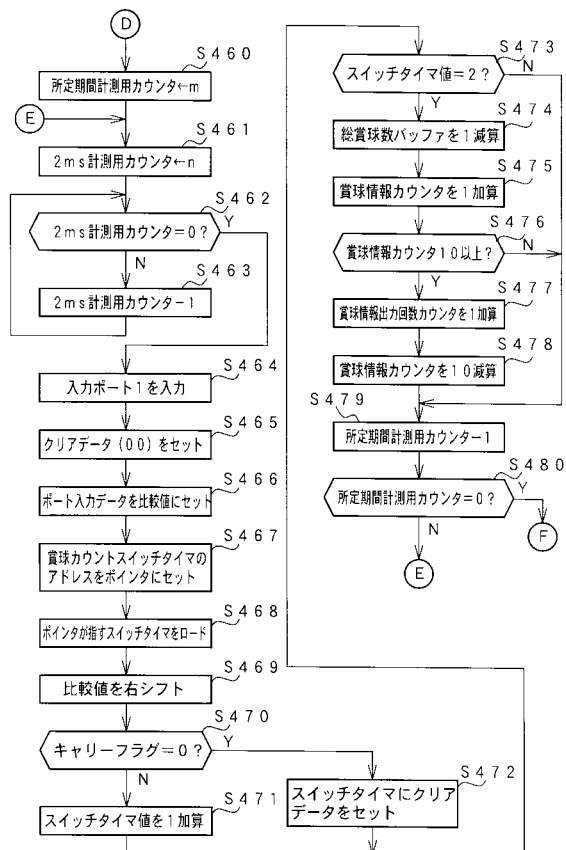 D
S460
所定期間計測用カウンタ←m
E
S461
2ms計測用カウンタ←n
S462
2ms計測用カウンタ=0?
Y
N
S463
2ms計測用カウンター1
S464
入力ポート1を入力
S465
クリアデータ(00)をセット
S466
ポート入力データを比較値にセット
S467
賞球カウントスイッチタイマの
アドレスをポインタにセット
S468
ポインタが指すスイッチタイマをロード
S469
比較値を右シフト
S470
キャリーフラグ=0?
Y
N
S471
スイッチタイマ値を1加算
S472
スイッチタイマにクリア
データをセット
S473
スイッチタイマ値=2?
N
Y
S474
総賞球数バッファを1減算
S475
賞球情報カウンタを1加算
S476
賞球情報カウンタ10以上?
N
Y
S477
賞球情報出力回数カウンタを1加算
S478
賞球情報カウンタを10減算
S479
所定期間計測用カウンター1
S480
所定期間計測用カウンタ=0?
Y
N
F
E